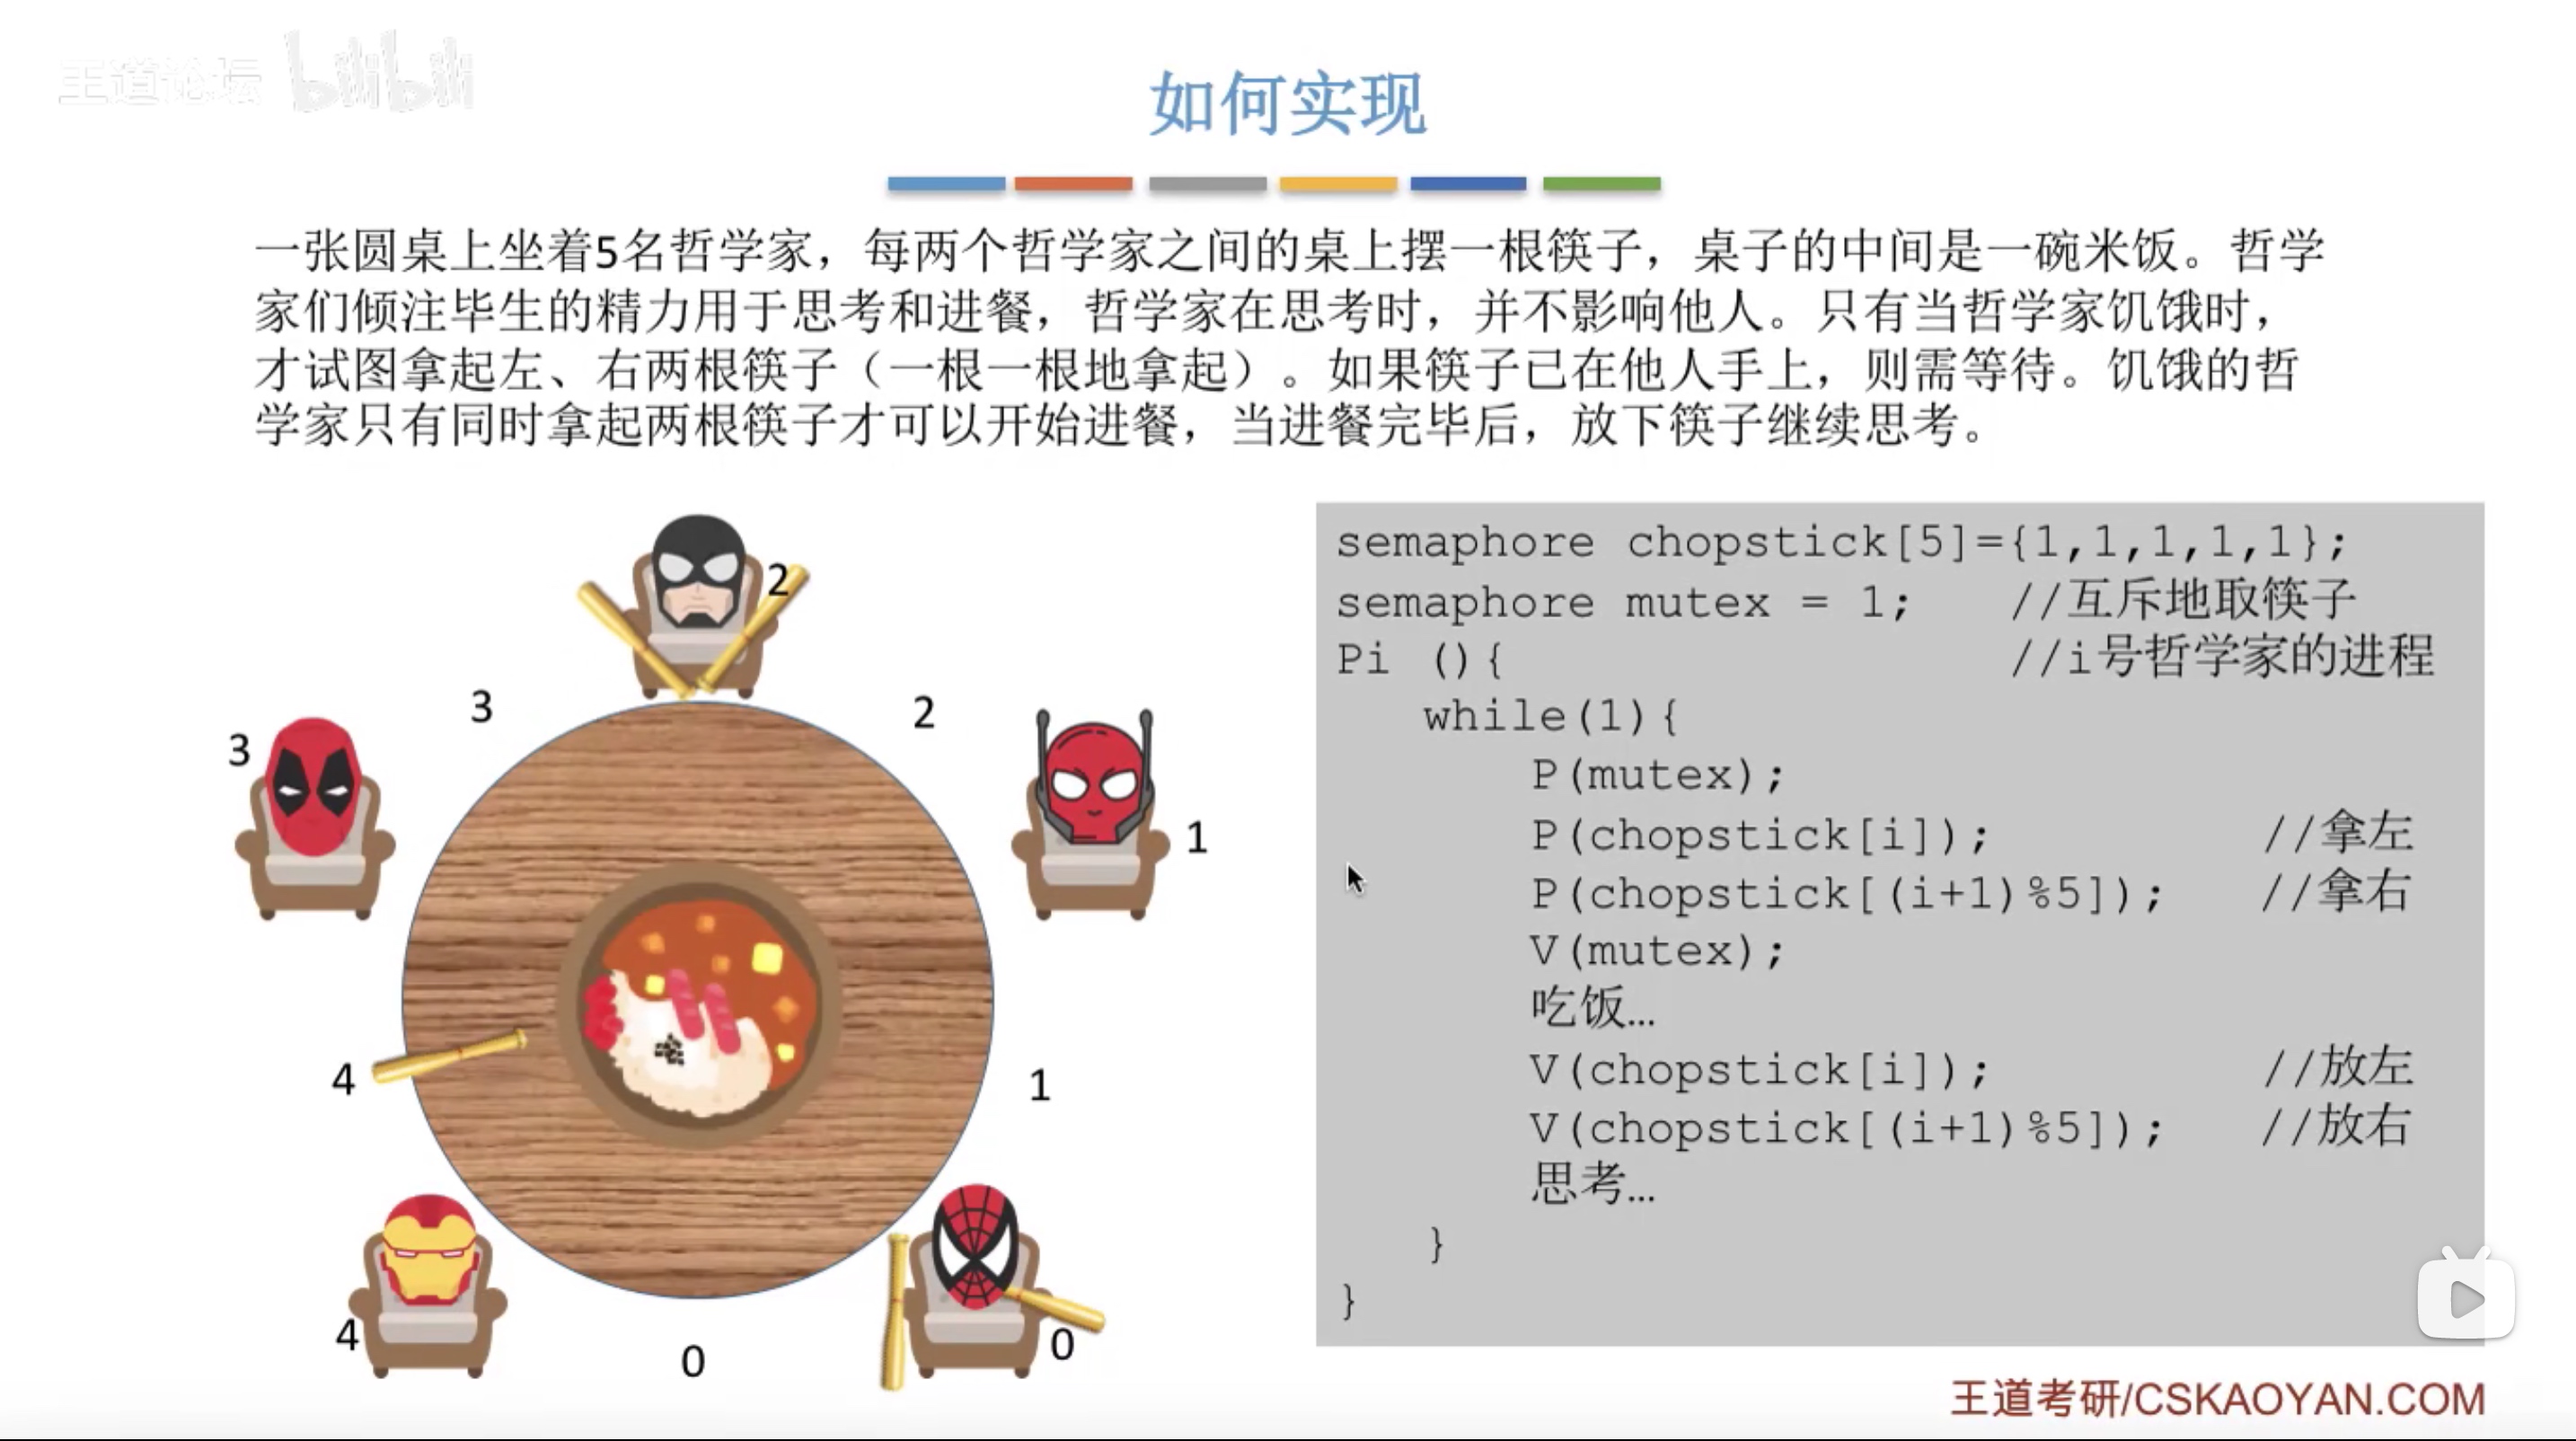 王道论坛 bilibili
如何实现
一张圆桌上坐着5名哲学家，每两个哲学家之间的桌上摆一根筷子，桌子的中间是一碗米饭。哲学
家们倾注毕生的精力用于思考和进餐，哲学家在思考时，并不影响他人。只有当哲学家饥饿时，
才试图拿起左、右两根筷子（一根一根地拿起）。如果筷子已在他人手上，则需等待。饥饿的哲
学家只有同时拿起两根筷子才可以开始进餐，当进餐完毕后，放下筷子继续思考。
2
3
2
3
1
4
1
4
0
0
semaphore chopstick[5]={1,1,1,1,1};
semaphore mutex = 1; //互斥地取筷子
Pi (){ //i号哲学家的进程
while(1){
P(mutex);
P(chopstick[i]); //拿左
P(chopstick[(i+1)%5]); //拿右
V(mutex);
吃饭…
V(chopstick[i]); //放左
V(chopstick[(i+1)%5]); //放右
思考…
}
}
王道考研/CSKAOYAN.COM